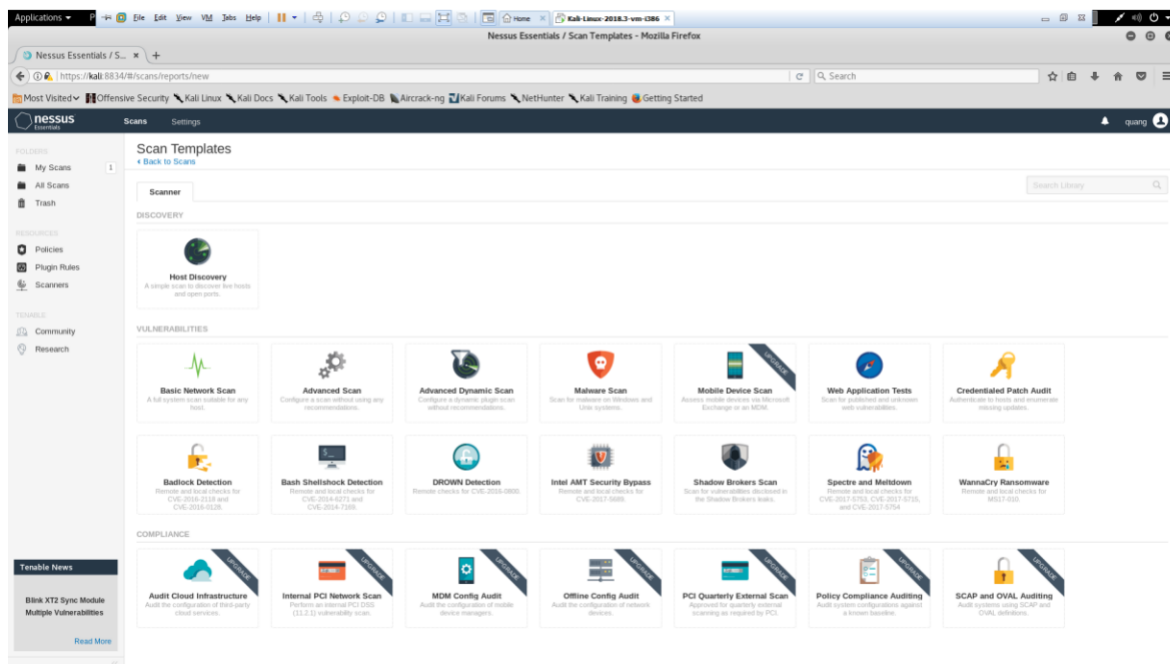 Applications ▾ P File Edit View VM Tabs Help Home × Kali-Linux-2018.3-vm-i386 ×
Nessus Essentials / Scan Templates - Mozilla Firefox
Nessus Essentials / S... × +
https://kali:8834/#/scans/reports/new Search
Most Visited Offensive Security Kali Linux Kali Docs Kali Tools Exploit-DB Aircrack-ng Kali Forums NetHunter Kali Training Getting Started
nessus Essentials Scans Settings quang
FOLDERS
My Scans 1
All Scans
Trash
RESOURCES
Policies
Plugin Rules
Scanners
TENABLE
Community
Research
Scan Templates
Back to Scans
Scanner
Search Library
DISCOVERY
Host Discovery
A simple scan to discover live hosts
and open ports.
VULNERABILITIES
Basic Network Scan
A full system scan suitable for any
host.
Advanced Scan
Configure a scan without using any
recommendations.
Advanced Dynamic Scan
Configure a dynamic plugin scan
without recommendations.
Malware Scan
Scan for malware on Windows and
Unix systems.
UPGRADE
Mobile Device Scan
Assess mobile devices via Microsoft
Exchange or an MDM.
Web Application Tests
Scan for published and unknown
web vulnerabilities.
Credentialed Patch Audit
Authenticate to hosts and enumerate
missing updates.
Badlock Detection
Remote and local checks for
CVE-2016-2118 and
CVE-2016-0128.
Bash Shellshock Detection
Remote and local checks for
CVE-2014-6271 and
CVE-2014-7169.
DROWN Detection
Remote checks for CVE-2016-0800.
Intel AMT Security Bypass
Remote and local checks for
CVE-2017-5689.
Shadow Brokers Scan
Scan for vulnerabilities disclosed in
the Shadow Brokers leaks.
Spectre and Meltdown
Remote and local checks for
CVE-2017-5753, CVE-2017-5715,
and CVE-2017-5754
WannaCry Ransomware
Remote and local checks for
MS17-010.
COMPLIANCE
UPGRADE
Audit Cloud Infrastructure
Audit the configuration of third-party
cloud services.
UPGRADE
Internal PCI Network Scan
Perform an internal PCI DSS
(11.2.1) vulnerability scan.
UPGRADE
MDM Config Audit
Audit the configuration of mobile
device managers.
UPGRADE
Offline Config Audit
Audit the configuration of network
devices.
UPGRADE
PCI Quarterly External Scan
Approved for quarterly external
scanning as required by PCI.
UPGRADE
Policy Compliance Auditing
Audit system configurations against
a known baseline.
UPGRADE
SCAP and OVAL Auditing
Audit systems using SCAP and
OVAL definitions.
Tenable News
Blink XT2 Sync Module
Multiple Vulnerabilities
Read More